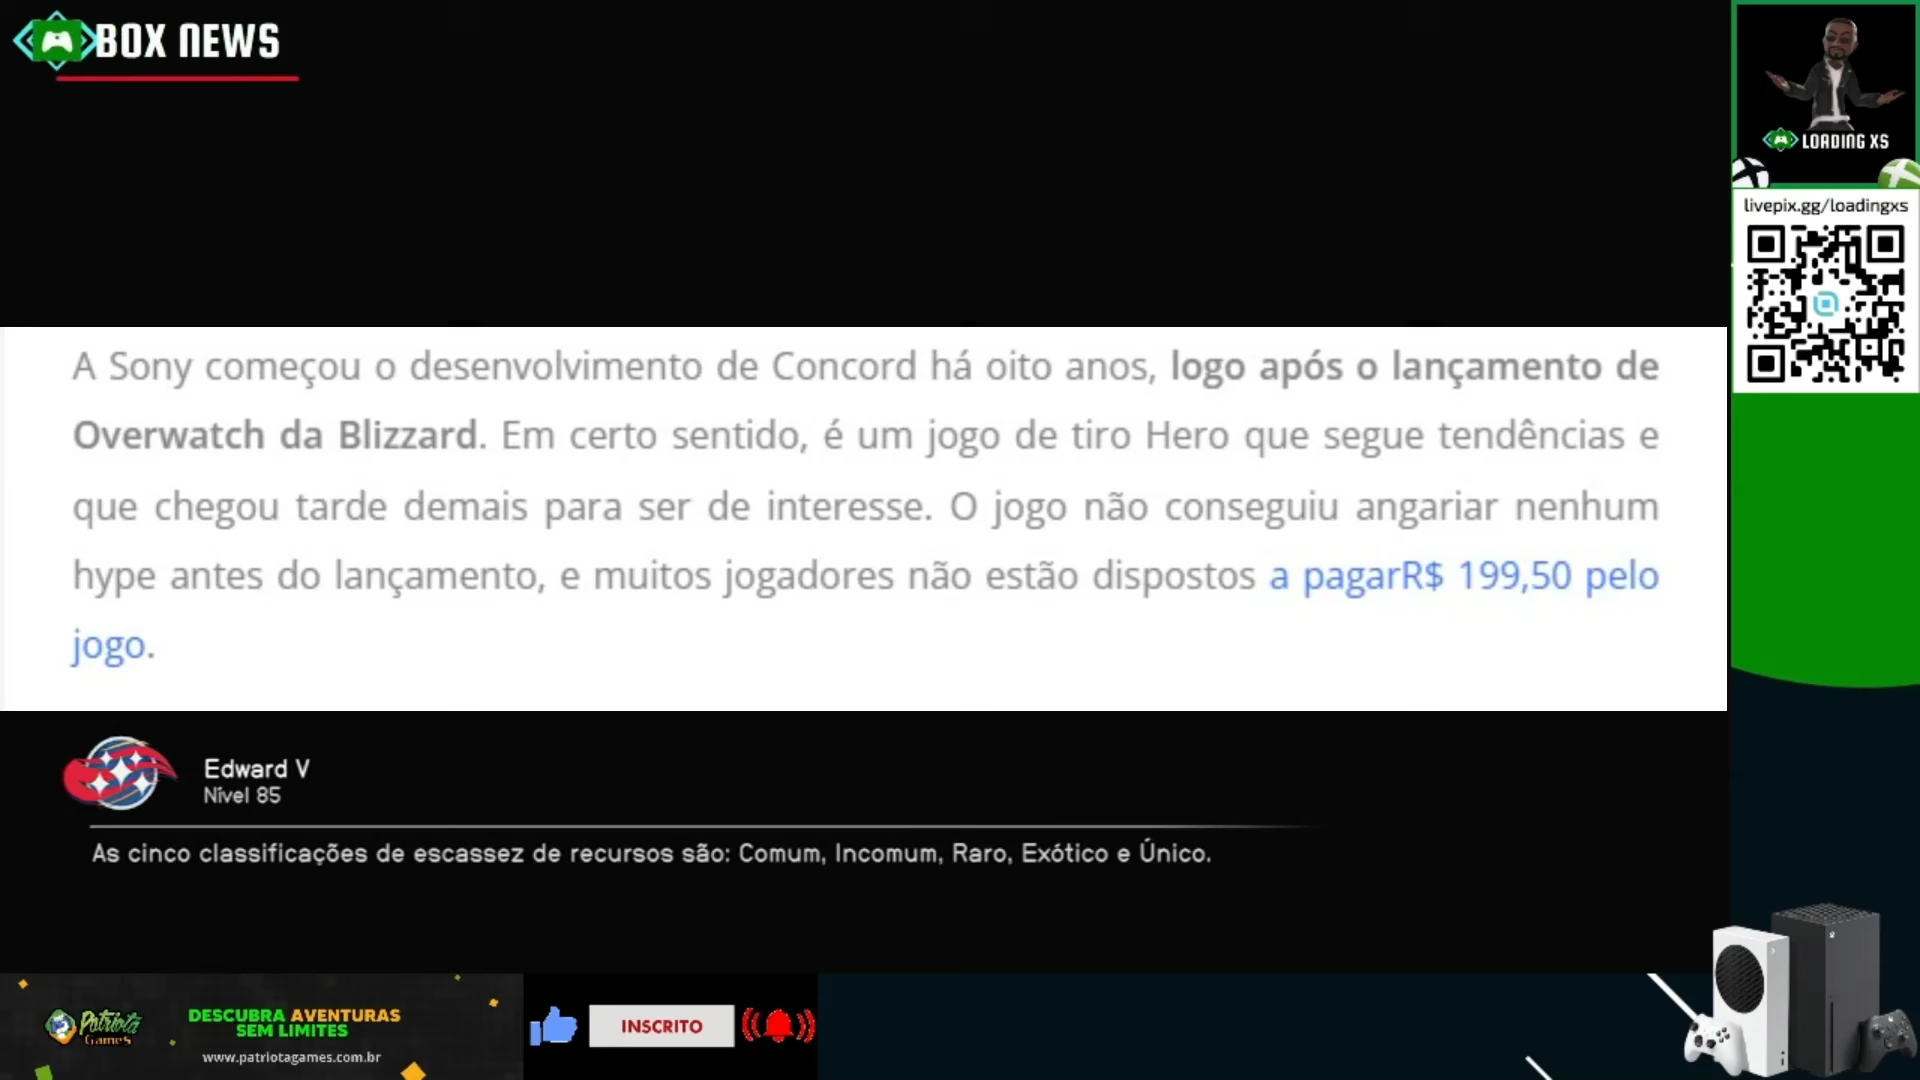 BOX NEWS
LOADING XS
livepix.gg/loadingxs
A Sony começou o desenvolvimento de Concord há oito anos, logo após o lançamento de
Overwatch da Blizzard. Em certo sentido, é um jogo de tiro Hero que segue tendências e
que chegou tarde demais para ser de interesse. O jogo não conseguiu angariar nenhum
hype antes do lançamento, e muitos jogadores não estão dispostos a pagarR$ 199,50 pelo
jogo.
Edward V
Nível 85
As cinco classificações de escassez de recursos são: Comum, Incomum, Raro, Exótico e Único.
Patriota
Games
DESCUBRA AVENTURAS
SEM LIMITES
www.patriotagames.com.br
INSCRITO